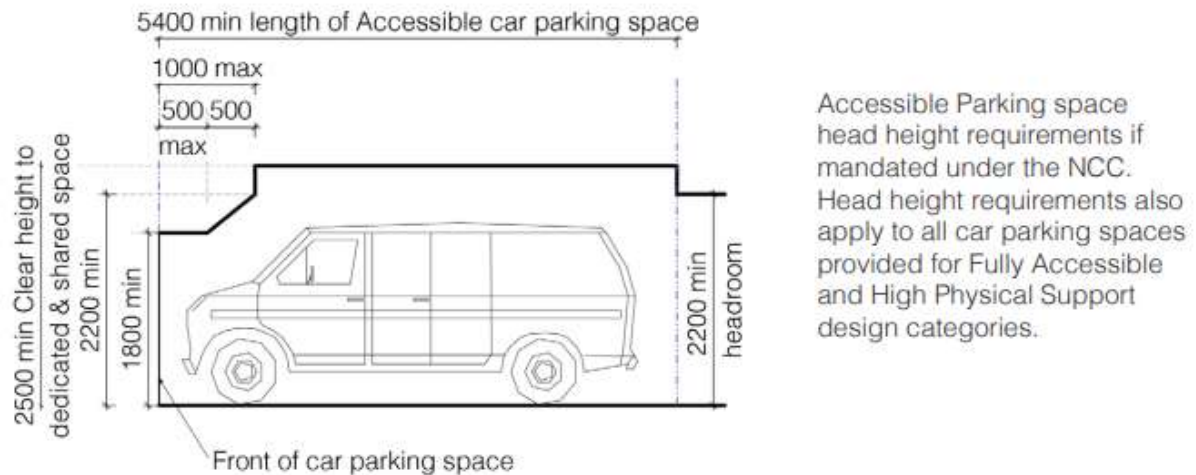 5400 min length of Accessible car parking space
1000 max
500 500
max
2500 min Clear height to
dedicated & shared space
2200 min
1800 min
2200 min
headroom
Front of car parking space
Accessible Parking space
head height requirements if
mandated under the NCC.
Head height requirements also
apply to all car parking spaces
provided for Fully Accessible
and High Physical Support
design categories.